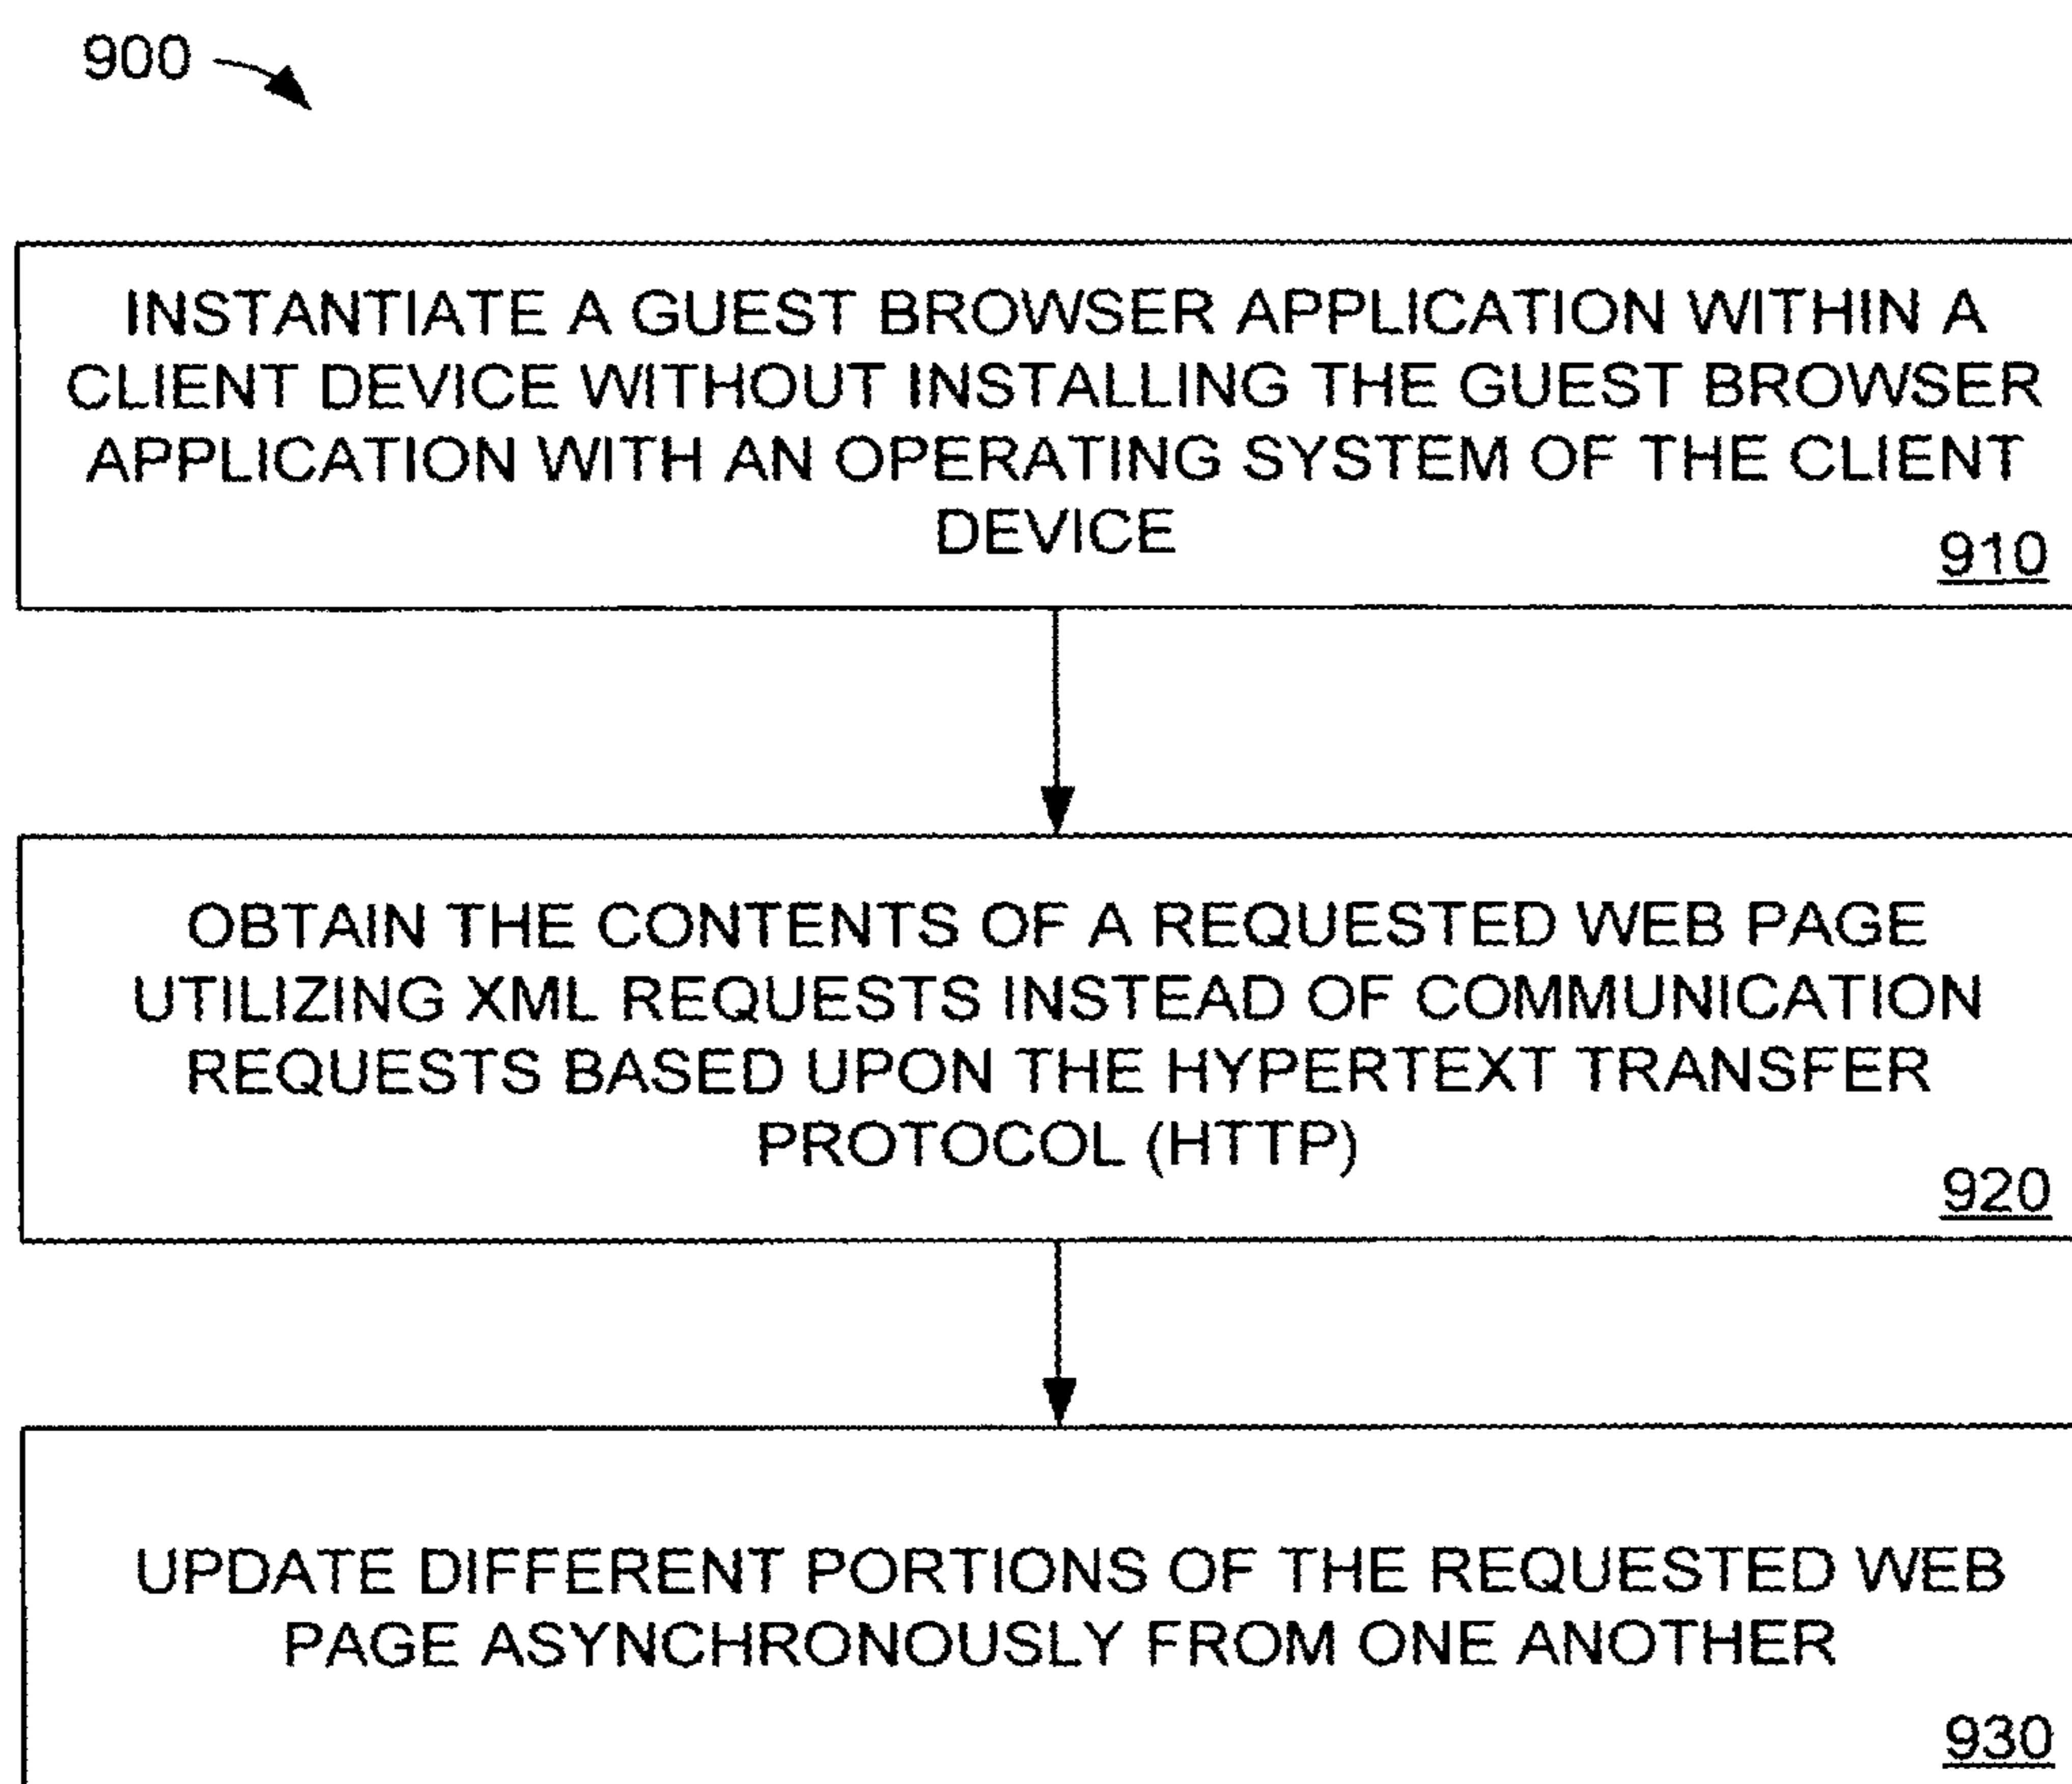 900
INSTANTIATE A GUEST BROWSER APPLICATION WITHIN A
CLIENT DEVICE WITHOUT INSTALLING THE GUEST BROWSER
APPLICATION WITH AN OPERATING SYSTEM OF THE CLIENT
DEVICE
910
OBTAIN THE CONTENTS OF A REQUESTED WEB PAGE
UTILIZING XML REQUESTS INSTEAD OF COMMUNICATION
REQUESTS BASED UPON THE HYPERTEXT TRANSFER
PROTOCOL (HTTP)
920
UPDATE DIFFERENT PORTIONS OF THE REQUESTED WEB
PAGE ASYNCHRONOUSLY FROM ONE ANOTHER
930